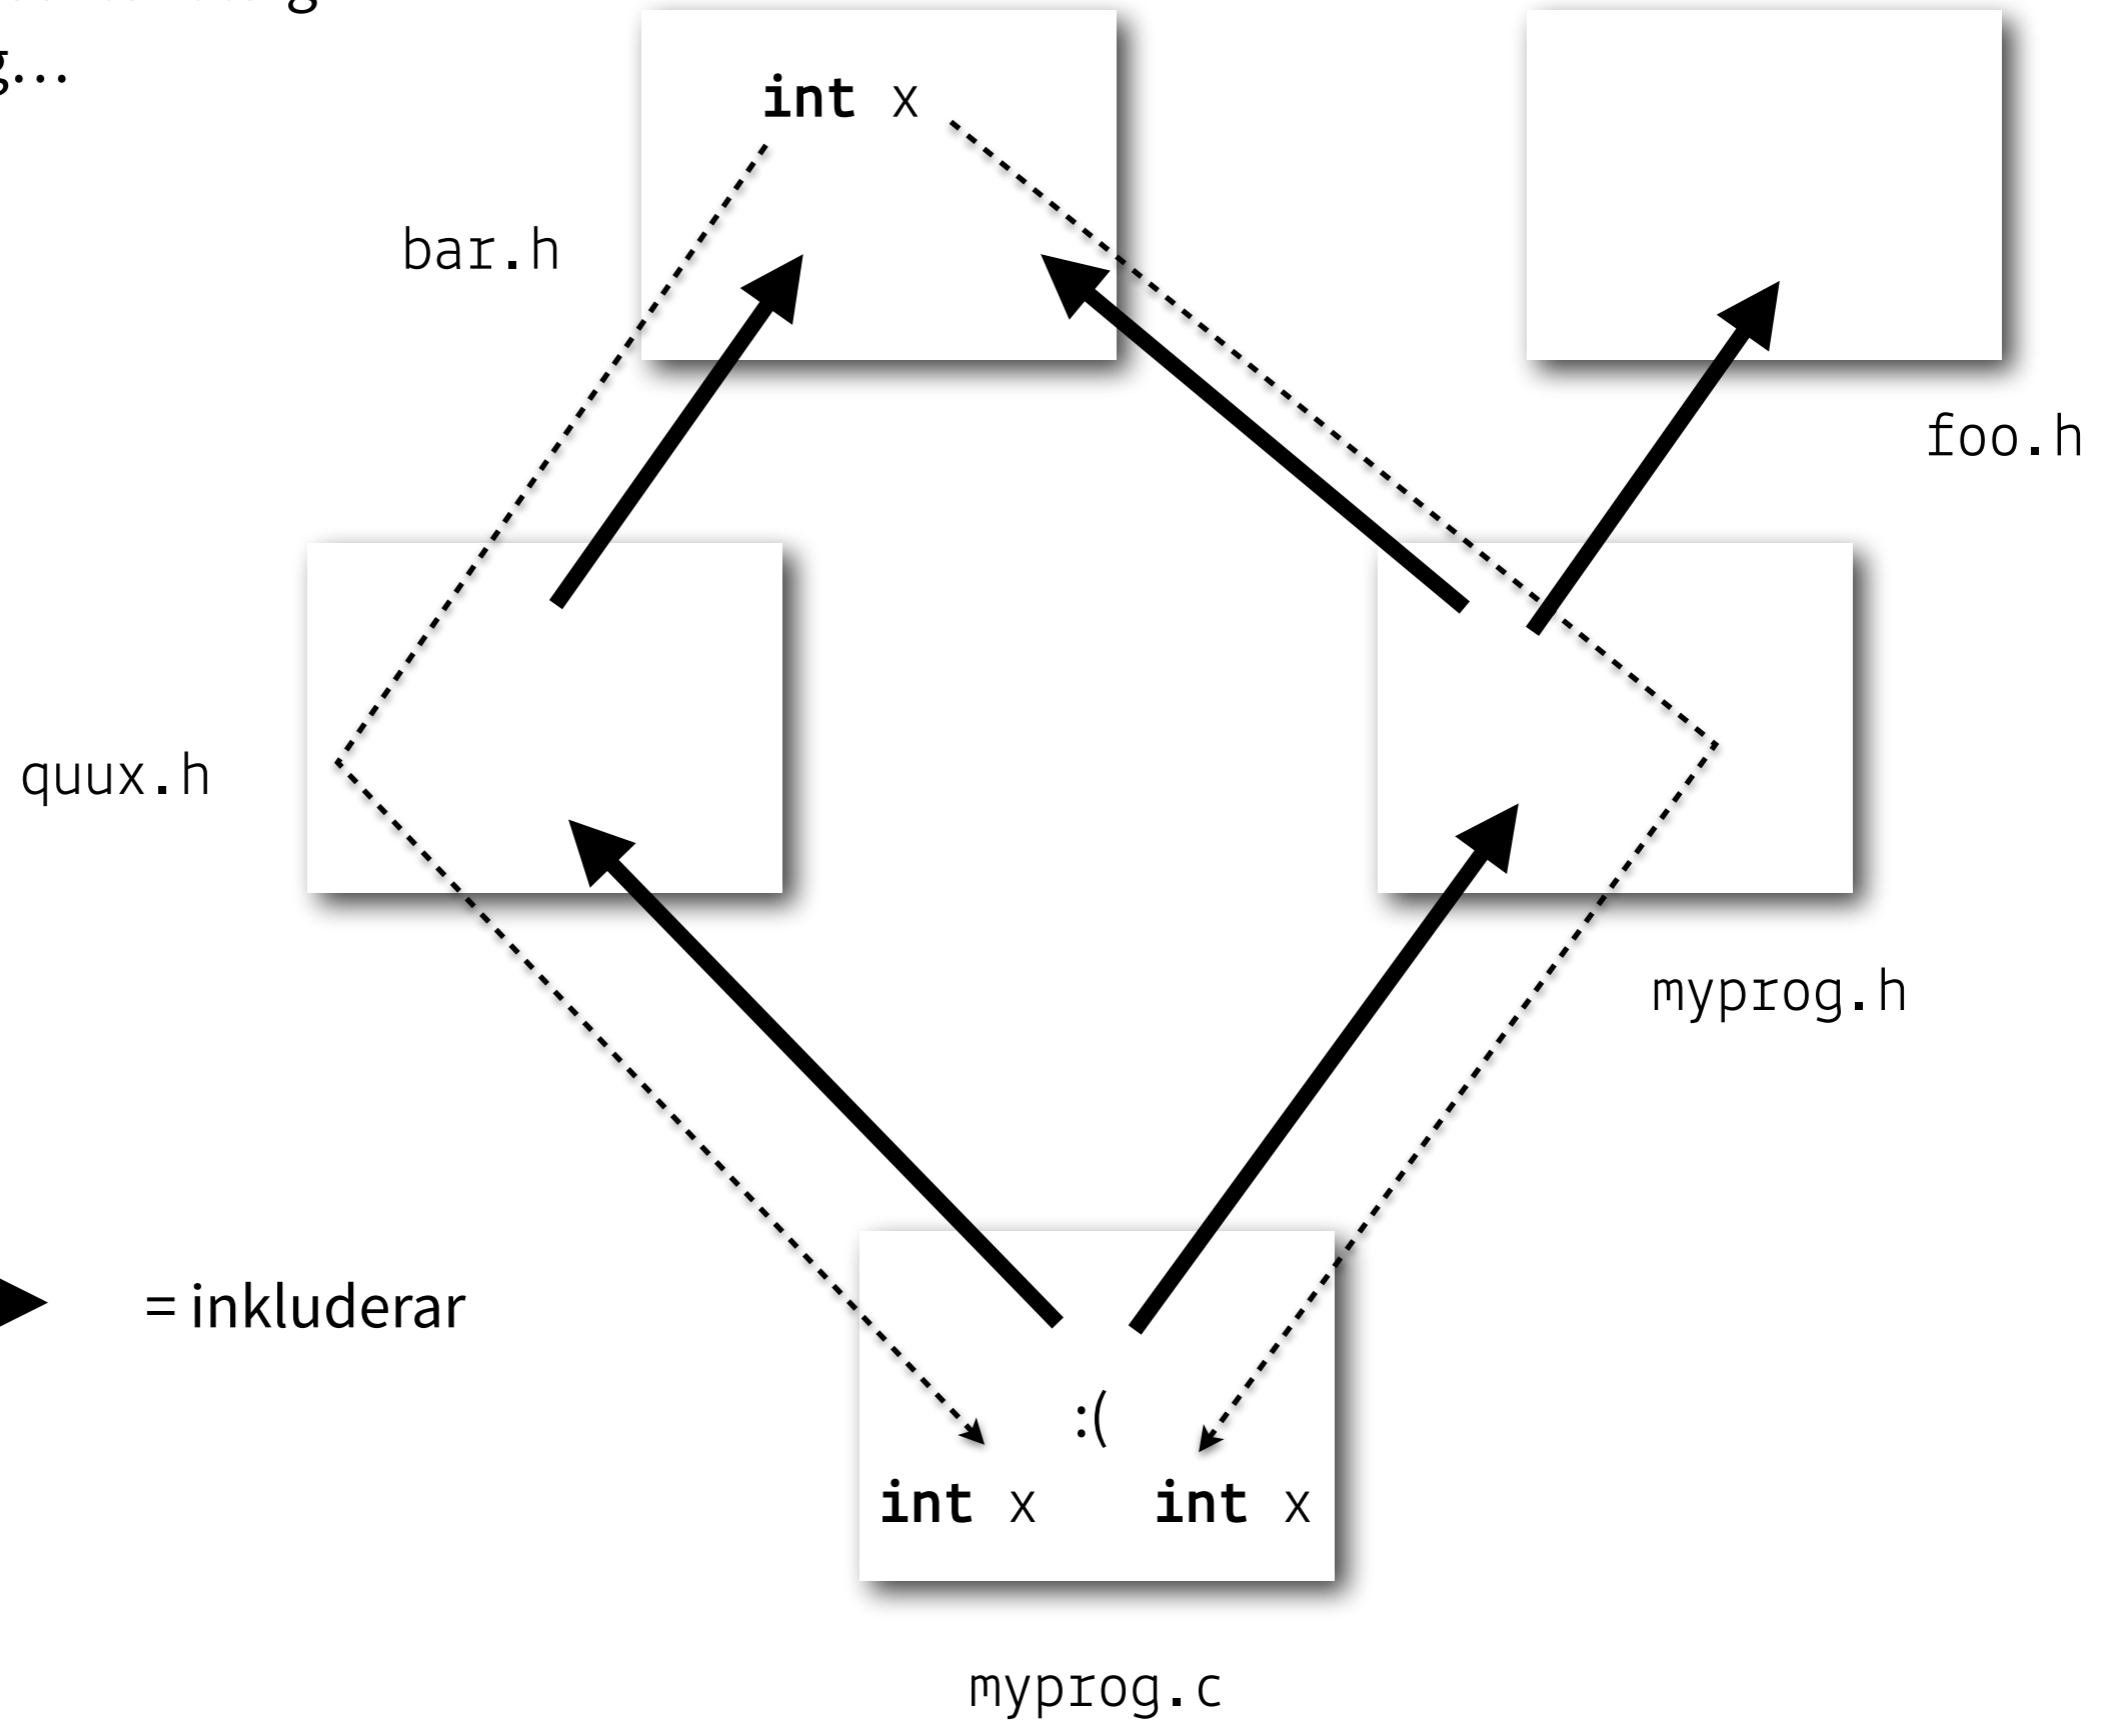 int x
bar.h
foo.h
quux.h
myprog.h
= inkluderar
:(
int x int x
myprog.c